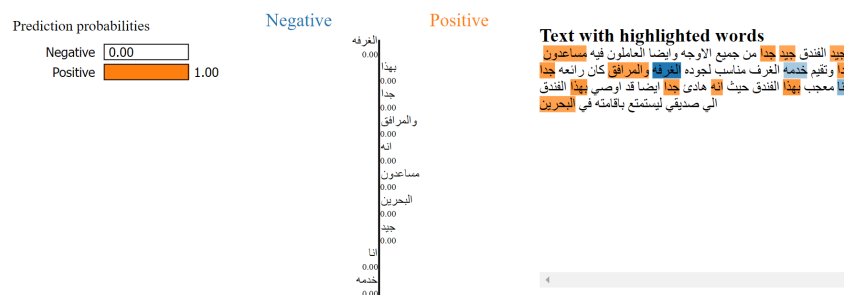 Prediction probabilities
Negative 0.00
Positive 1.00
Negative Positive
الغرفه
0.00
بهذا
0.00
جدا
0.00
والمرافق
0.00
انه
0.00
مساعدون
0.00
البحرين
0.00
جيد
0.00
انا
0.00
خدمه
0.00
Text with highlighted words
جيد الفندق جيد جدا من جميع الاوجه وايضا العاملون فيه مساعدون
وتقيم خدمه الغرفه والمرافق كان رائعه جدا الغرف مناسب لجوده
معجب بهذا الفندق حيث انه هادئ جدا ايضا قد اوصي بهذا الفندق
الي صديقي ليستمتع باقامته في البحرين